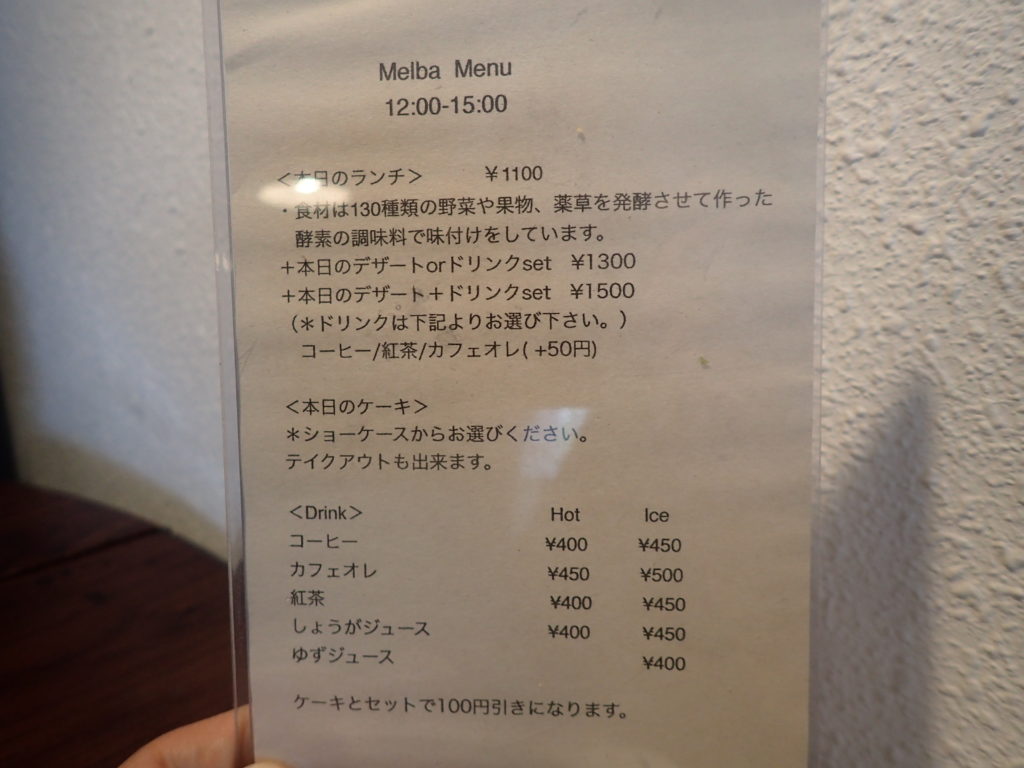 Melba Menu
12:00-15:00
＜本日のランチ＞ ¥1100
・食材は130種類の野菜や果物、薬草を発酵させて作った
酵素の調味料で味付けをしています。
＋本日のデザートorドリンクset ¥1300
＋本日のデザート＋ドリンクset ¥1500
（＊ドリンクは下記よりお選び下さい。）
コーヒー/紅茶/カフェオレ( +50円)
＜本日のケーキ＞
＊ショーケースからお選びください。
テイクアウトも出来ます。
＜Drink＞ Hot Ice
コーヒー ¥400 ¥450
カフェオレ ¥450 ¥500
紅茶 ¥400 ¥450
しょうがジュース ¥400 ¥450
ゆずジュース ¥400
ケーキとセットで100円引きになります。